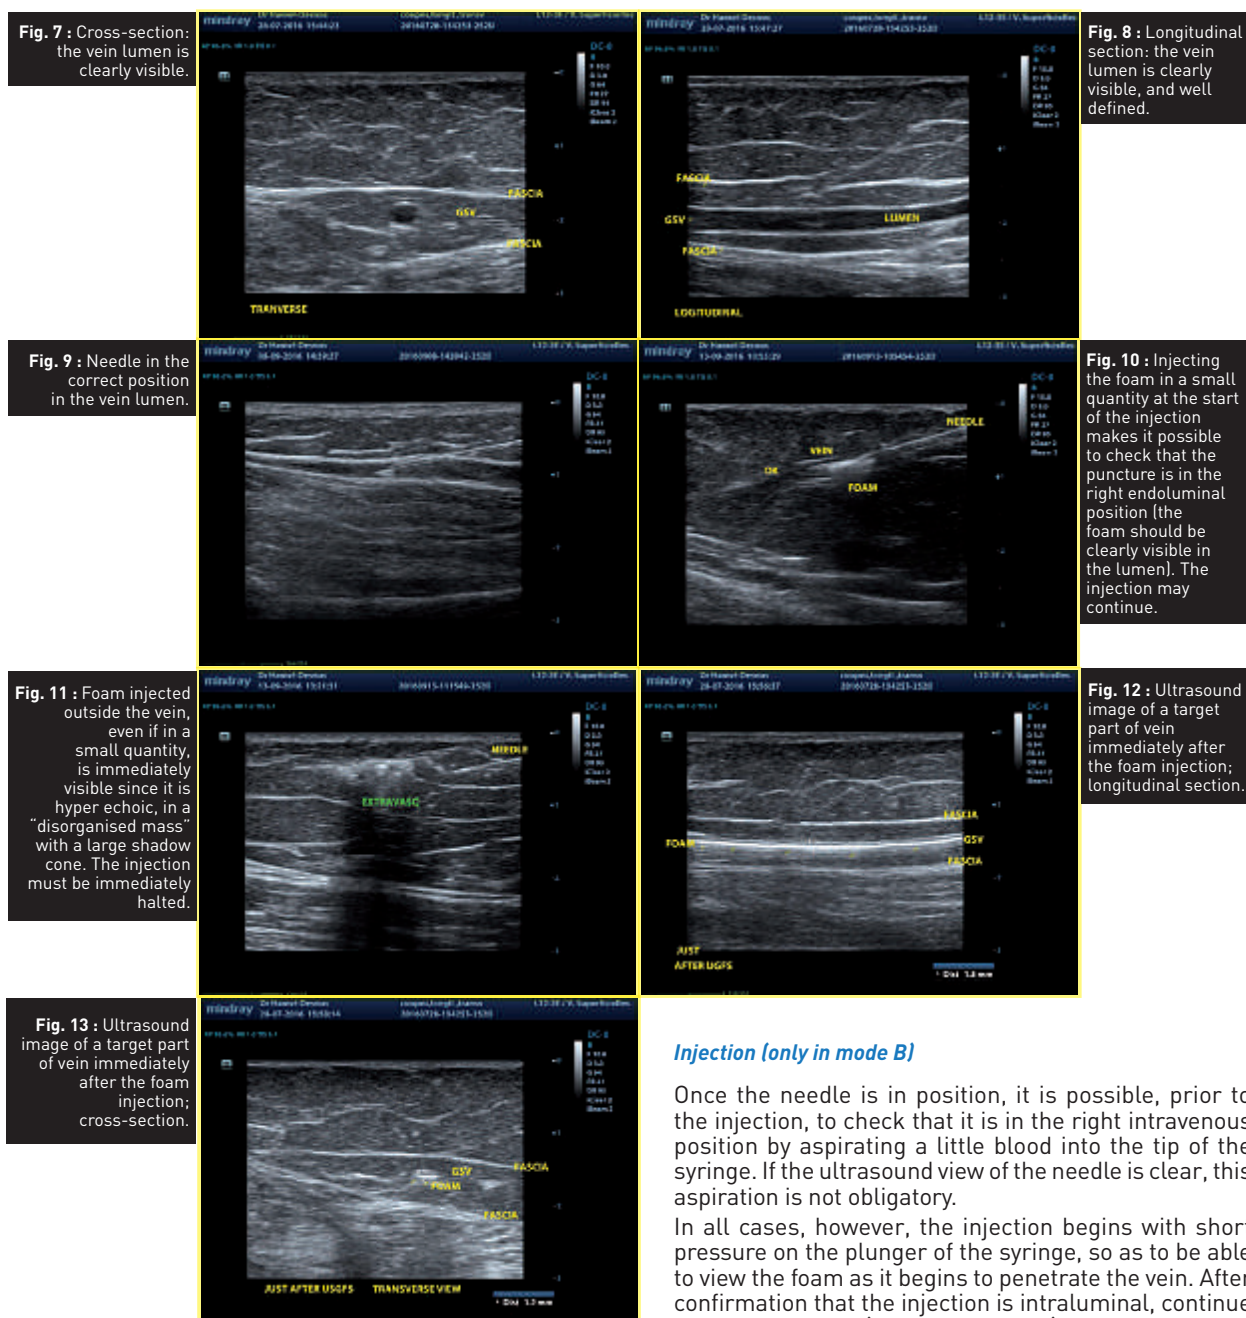 Fig. 7 : Cross-section:
the vein lumen is
clearly visible.
mindray
FASCIA
GSV
FASCIA
TRANVERSE
mindray
FASCIA
GSV
LUMEN
FASCIA
LOGITUDINAL
Fig. 8 : Longitudinal
section: the vein
lumen is clearly
visible, and well
defined.
Fig. 9 : Needle in the
correct position
in the vein lumen.
mindray
mindray
NEEDLE
VEIN
OK
FOAM
Fig. 10 : Injecting
the foam in a small
quantity at the start
of the injection
makes it possible
to check that the
puncture is in the
right endoluminal
position (the
foam should be
clearly visible in
the lumen). The
injection may
continue.
Fig. 11 : Foam injected
outside the vein,
even if in a
small quantity,
is immediately
visible since it is
hyper echoic, in a
“disorganised mass”
with a large shadow
cone. The injection
must be immediately
halted.
mindray
NEEDLE
EXTRAVASC
mindray
FASCIA
FOAM
GSV
FASCIA
JUST
AFTER UGFS
Dist 1.3 mm
Fig. 12 : Ultrasound
image of a target
part of vein
immediately after
the foam injection;
longitudinal section.
Fig. 13 : Ultrasound
image of a target part
of vein immediately
after the foam
injection;
cross-section.
mindray
GSV
FASCIA
FOAM
FASCIA
JUST AFTER USGFS TRANSVERSE VIEW
Injection (only in mode B)
Once the needle is in position, it is possible, prior to
the injection, to check that it is in the right intravenous
position by aspirating a little blood into the tip of the
syringe. If the ultrasound view of the needle is clear, this
aspiration is not obligatory.
In all cases, however, the injection begins with short
pressure on the plunger of the syringe, so as to be able
to view the foam as it begins to penetrate the vein. After
confirmation that the injection is intraluminal, continue